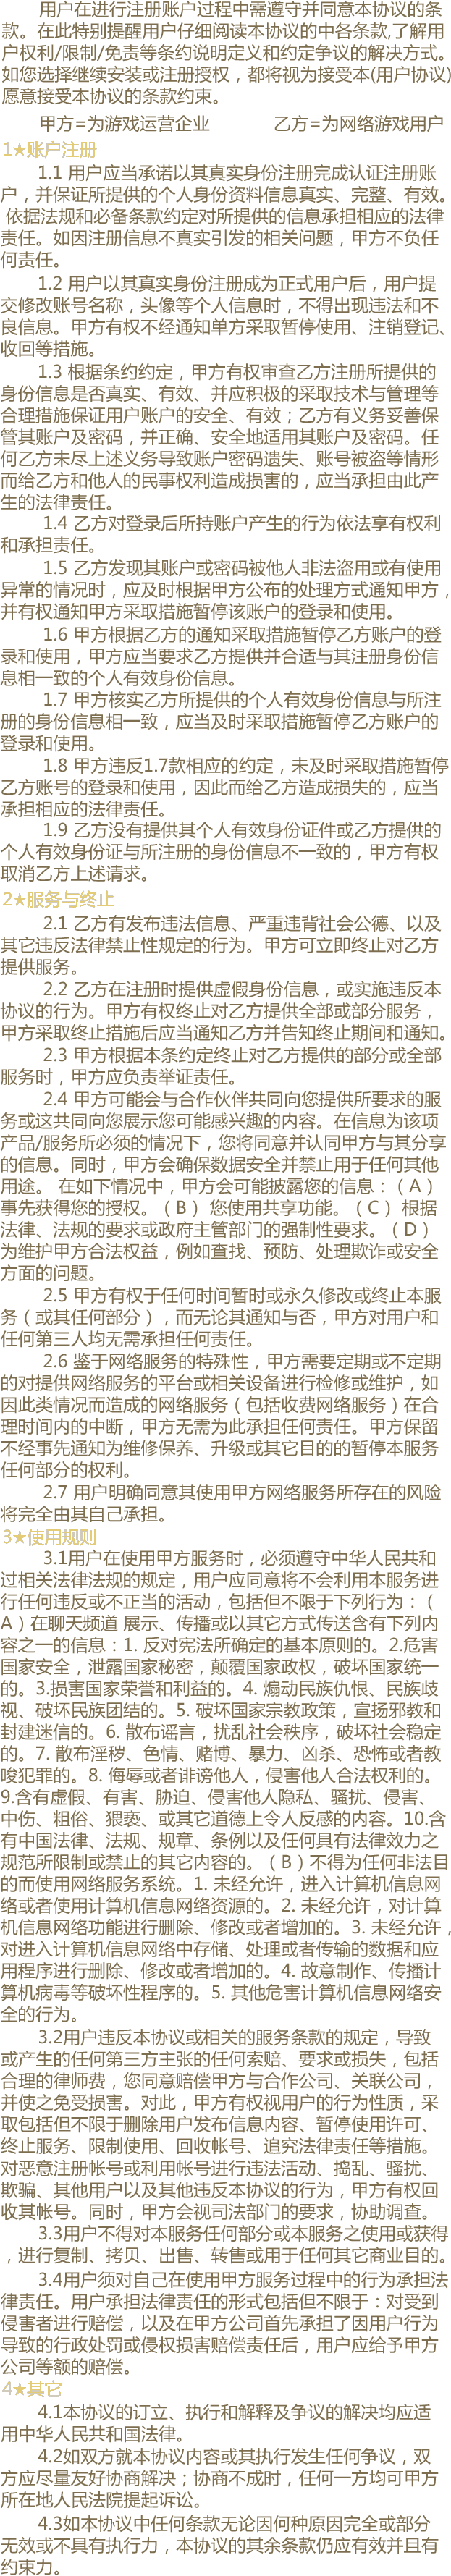 用户在进行注册账户过程中需遵守并同意本协议的条
款。在此特别提醒用户仔细阅读本协议的中各条款,了解用
户权利/限制/免责等条约说明定义和约定争议的解决方式。
如您选择继续安装或注册授权，都将视为接受本(用户协议)
愿意接受本协议的条款约束。
甲方=为游戏运营企业 乙方=为网络游戏用户
1★账户注册
1.1 用户应当承诺以其真实身份注册完成认证注册账
户，并保证所提供的个人身份资料信息真实、完整、有效。
依据法规和必备条款约定对所提供的信息承担相应的法律
责任。如因注册信息不真实引发的相关问题，甲方不负任
何责任。
1.2 用户以其真实身份注册成为正式用户后，用户提
交修改账号名称，头像等个人信息时，不得出现违法和不
良信息。甲方有权不经通知单方采取暂停使用、注销登记、
收回等措施。
1.3 根据条约约定，甲方有权审查乙方注册所提供的
身份信息是否真实、有效、并应积极的采取技术与管理等
合理措施保证用户账户的安全、有效；乙方有义务妥善保
管其账户及密码，并正确、安全地适用其账户及密码。任
何乙方未尽上述义务导致账户密码遗失、账号被盗等情形
而给乙方和他人的民事权利造成损害的，应当承担由此产
生的法律责任。
1.4 乙方对登录后所持账户产生的行为依法享有权利
和承担责任。
1.5 乙方发现其账户或密码被他人非法盗用或有使用
异常的情况时，应及时根据甲方公布的处理方式通知甲方，
并有权通知甲方采取措施暂停该账户的登录和使用。
1.6 甲方根据乙方的通知采取措施暂停乙方账户的登
录和使用，甲方应当要求乙方提供并合适与其注册身份信
息相一致的个人有效身份信息。
1.7 甲方核实乙方所提供的个人有效身份信息与所注
册的身份信息相一致，应当及时采取措施暂停乙方账户的
登录和使用。
1.8 甲方违反1.7款相应的约定，未及时采取措施暂停
乙方账号的登录和使用，因此而给乙方造成损失的，应当
承担相应的法律责任。
1.9 乙方没有提供其个人有效身份证件或乙方提供的
个人有效身份证与所注册的身份信息不一致的，甲方有权
取消乙方上述请求。
2★服务与终止
2.1 乙方有发布违法信息、严重违背社会公德、以及
其它违反法律禁止性规定的行为。甲方可立即终止对乙方
提供服务。
2.2 乙方在注册时提供虚假身份信息，或实施违反本
协议的行为。甲方有权终止对乙方提供全部或部分服务，
甲方采取终止措施后应当通知乙方并告知终止期间和通知。
2.3 甲方根据本条约定终止对乙方提供的部分或全部
服务时，甲方应负责举证责任。
2.4 甲方可能会与合作伙伴共同向您提供所要求的服
务或这共同向您展示您可能感兴趣的内容。在信息为该项
产品/服务所必须的情况下，您将同意并认同甲方与其分享
的信息。同时，甲方会确保数据安全并禁止用于任何其他
用途。 在如下情况中，甲方会可能披露您的信息：（A）
事先获得您的授权。（B） 您使用共享功能。（C） 根据
法律、法规的要求或政府主管部门的强制性要求。（D）
为维护甲方合法权益，例如查找、预防、处理欺诈或安全
方面的问题。
2.5 甲方有权于任何时间暂时或永久修改或终止本服
务（或其任何部分），而无论其通知与否，甲方对用户和
任何第三人均无需承担任何责任。
2.6 鉴于网络服务的特殊性，甲方需要定期或不定期
的对提供网络服务的平台或相关设备进行检修或维护，如
因此类情况而造成的网络服务（包括收费网络服务）在合
理时间内的中断，甲方无需为此承担任何责任。甲方保留
不经事先通知为维修保养、升级或其它目的的暂停本服务
任何部分的权利。
2.7 用户明确同意其使用甲方网络服务所存在的风险
将完全由其自己承担。
3★使用规则
3.1用户在使用甲方服务时，必须遵守中华人民共和
过相关法律法规的规定，用户应同意将不会利用本服务进
行任何违反或不正当的活动，包括但不限于下列行为：（
A）在聊天频道 展示、传播或以其它方式传送含有下列内
容之一的信息：1. 反对宪法所确定的基本原则的。2.危害
国家安全，泄露国家秘密，颠覆国家政权，破坏国家统一
的。3.损害国家荣誉和利益的。4. 煽动民族仇恨、民族歧
视、破坏民族团结的。5. 破坏国家宗教政策，宣扬邪教和
封建迷信的。6. 散布谣言，扰乱社会秩序，破坏社会稳定
的。7. 散布淫秽、色情、赌博、暴力、凶杀、恐怖或者教
唆犯罪的。8. 侮辱或者诽谤他人，侵害他人合法权利的。
9.含有虚假、有害、胁迫、侵害他人隐私、骚扰、侵害、
中伤、粗俗、猥亵、或其它道德上令人反感的内容。10.含
有中国法律、法规、规章、条例以及任何具有法律效力之
规范所限制或禁止的其它内容的。（B）不得为任何非法目
的而使用网络服务系统。1. 未经允许，进入计算机信息网
络或者使用计算机信息网络资源的。2. 未经允许，对计算
机信息网络功能进行删除、修改或者增加的。3. 未经允许，
对进入计算机信息网络中存储、处理或者传输的数据和应
用程序进行删除、修改或者增加的。4. 故意制作、传播计
算机病毒等破坏性程序的。5. 其他危害计算机信息网络安
全的行为。
3.2用户违反本协议或相关的服务条款的规定，导致
或产生的任何第三方主张的任何索赔、要求或损失，包括
合理的律师费，您同意赔偿甲方与合作公司、关联公司，
并使之免受损害。对此，甲方有权视用户的行为性质，采
取包括但不限于删除用户发布信息内容、暂停使用许可、
终止服务、限制使用、回收帐号、追究法律责任等措施。
对恶意注册帐号或利用帐号进行违法活动、捣乱、骚扰、
欺骗、其他用户以及其他违反本协议的行为，甲方有权回
收其帐号。同时，甲方会视司法部门的要求，协助调查。
3.3用户不得对本服务任何部分或本服务之使用或获得
，进行复制、拷贝、出售、转售或用于任何其它商业目的。
3.4用户须对自己在使用甲方服务过程中的行为承担法
律责任。用户承担法律责任的形式包括但不限于：对受到
侵害者进行赔偿，以及在甲方公司首先承担了因用户行为
导致的行政处罚或侵权损害赔偿责任后，用户应给予甲方
公司等额的赔偿。
4★其它
4.1本协议的订立、执行和解释及争议的解决均应适
用中华人民共和国法律。
4.2如双方就本协议内容或其执行发生任何争议，双
方应尽量友好协商解决；协商不成时，任何一方均可甲方
所在地人民法院提起诉讼。
4.3如本协议中任何条款无论因何种原因完全或部分
无效或不具有执行力，本协议的其余条款仍应有效并且有
约束力。